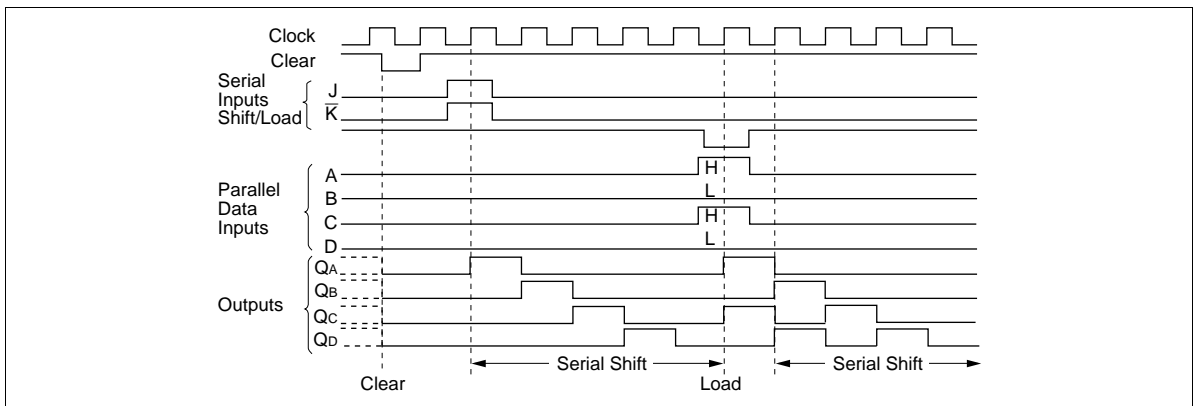 Clock
Clear
Serial
Inputs
Shift/Load
J
K̅
Parallel
Data
Inputs
A
H
B
L
C
H
D
L
Outputs
QA
QB
QC
QD
Serial Shift
Serial Shift
Clear
Load